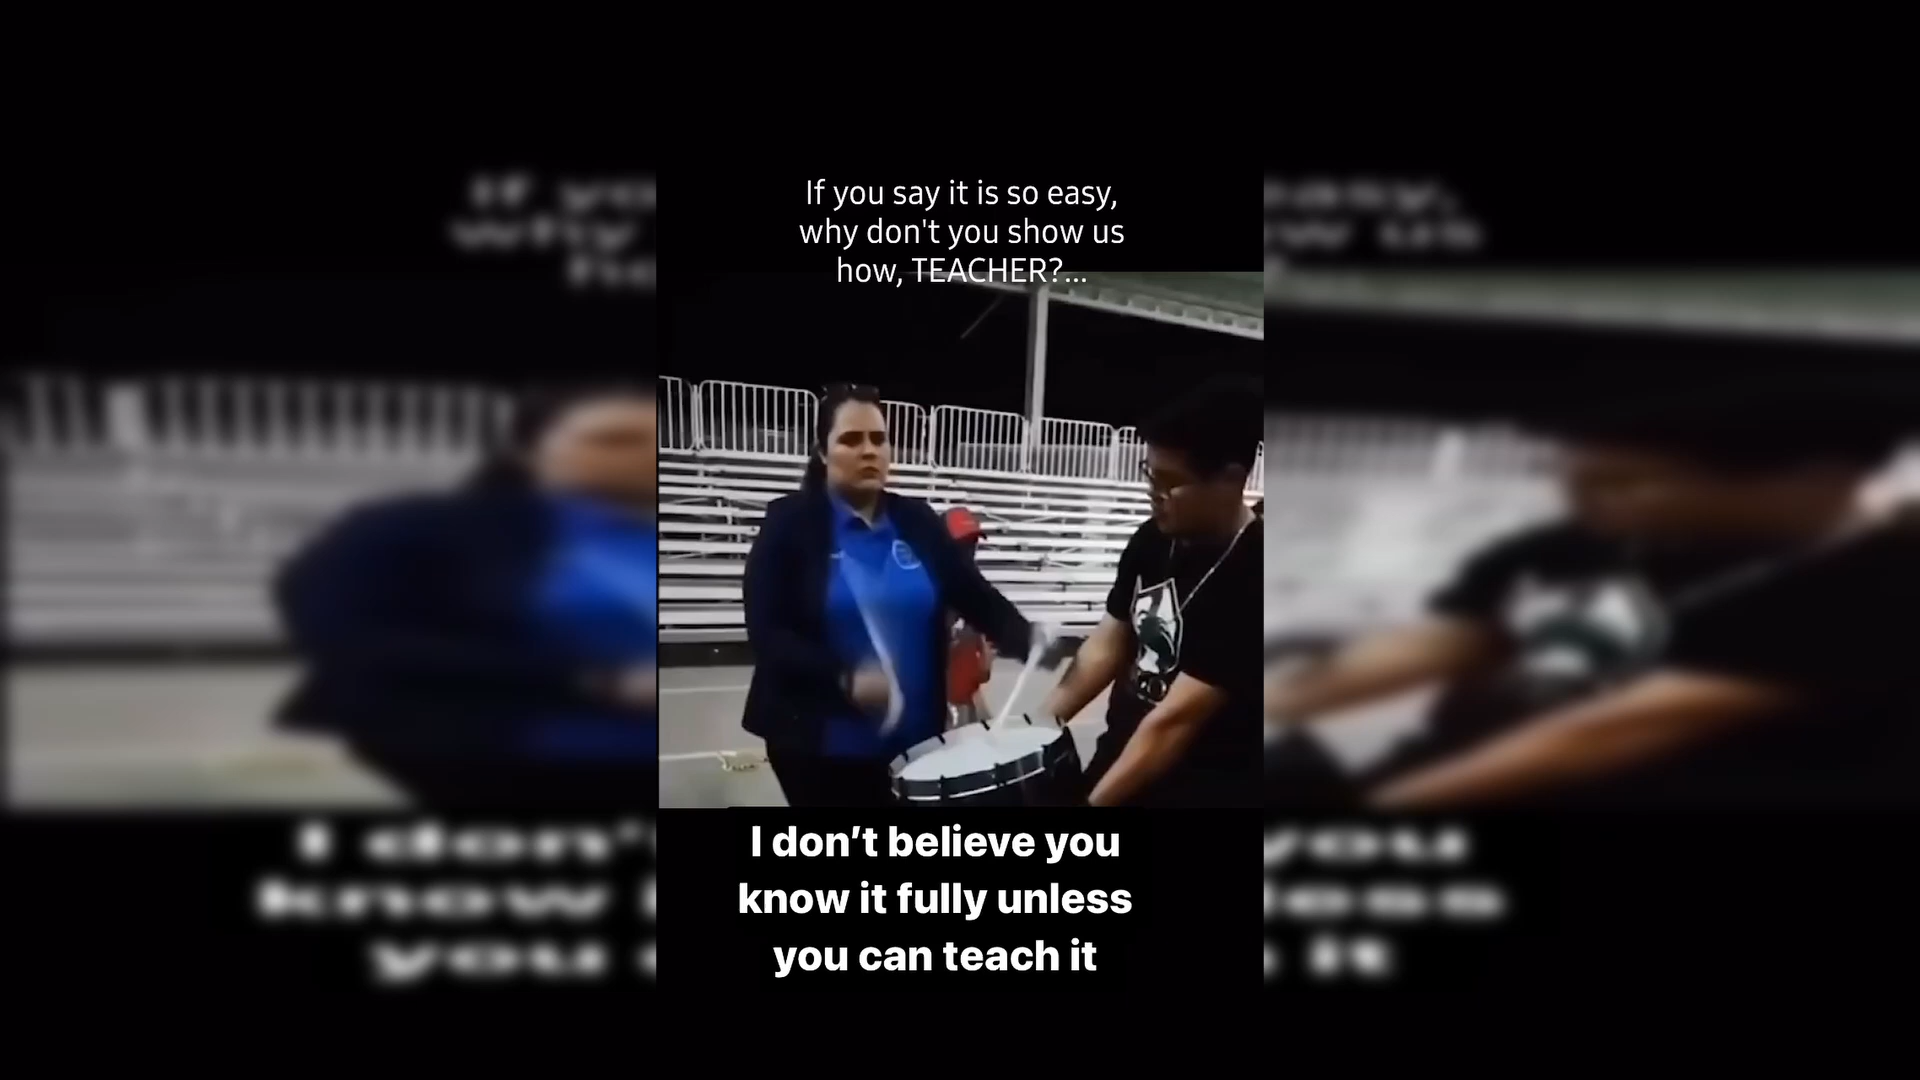 If you say it is so easy,
why don't you show us
how, TEACHER?...
I don’t believe you
know it fully unless
you can teach it